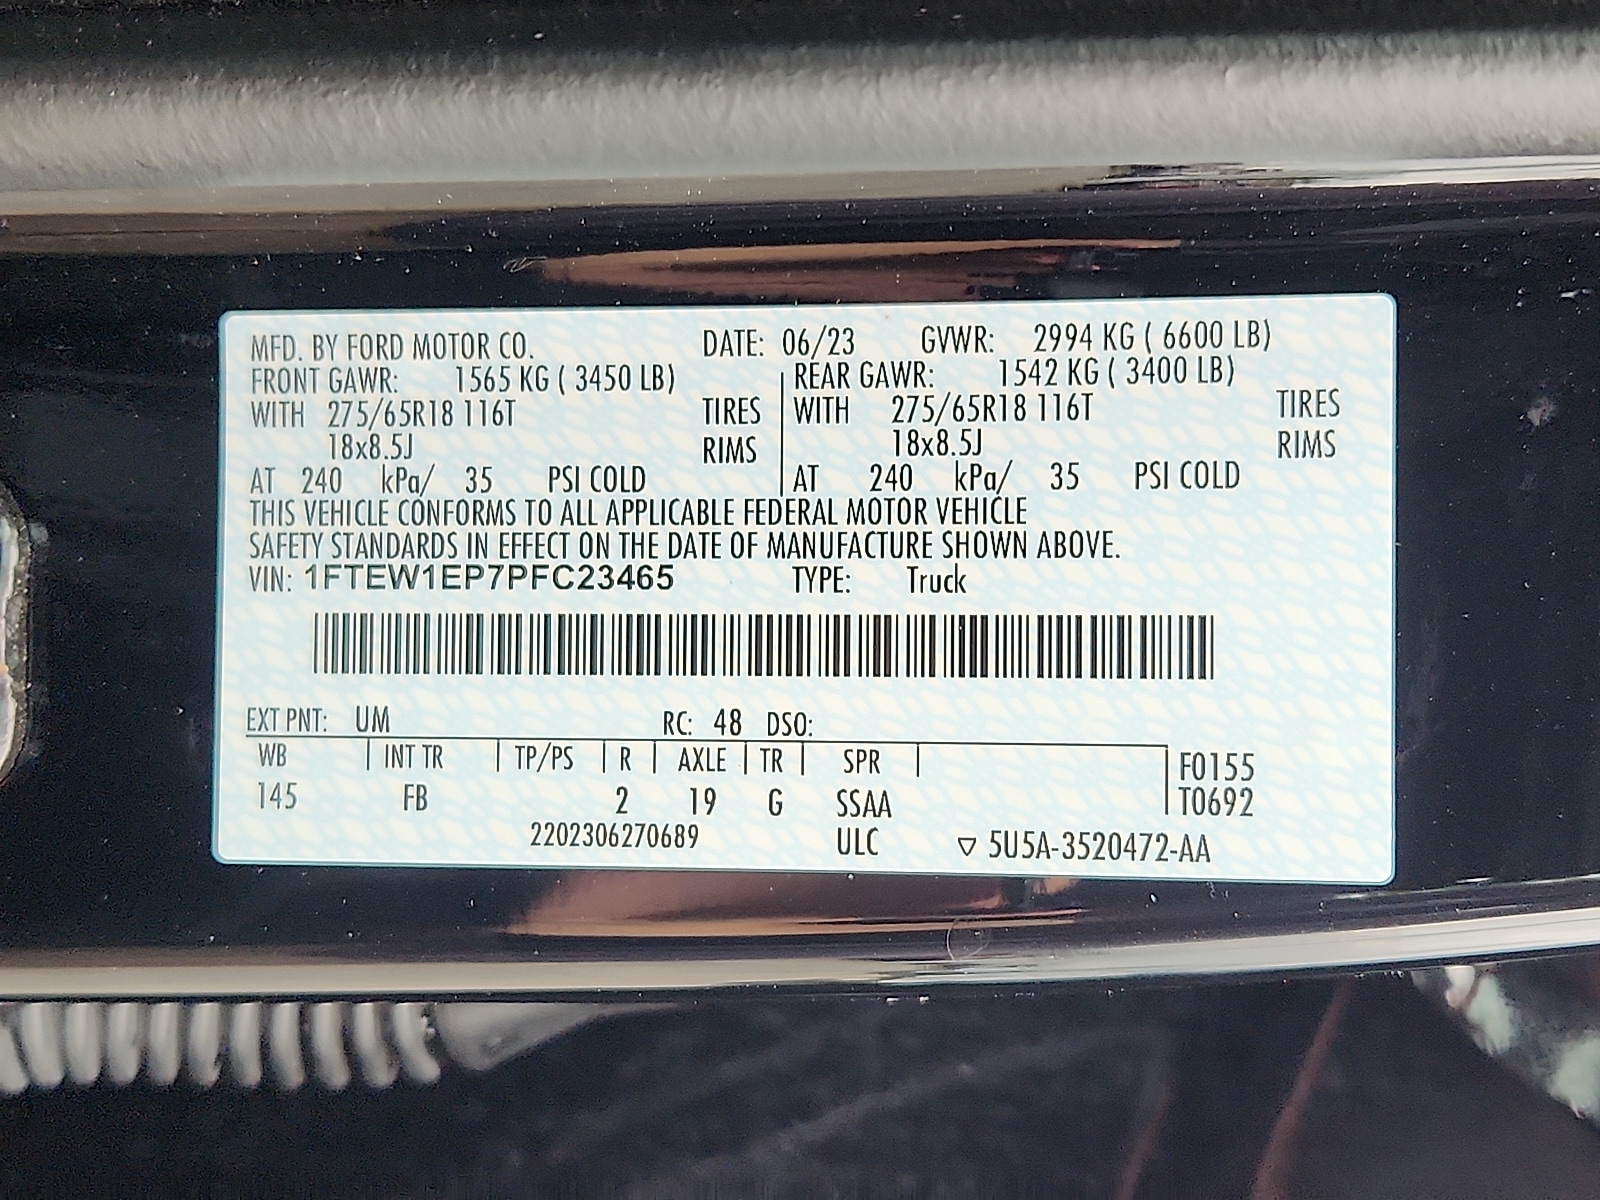 MFD. BY FORD MOTOR CO. DATE: 06/23 GVWR: 2994 KG ( 6600 LB)
FRONT GAWR: 1565 KG ( 3450 LB) REAR GAWR: 1542 KG ( 3400 LB)
WITH 275/65R18 116T TIRES WITH 275/65R18 116T TIRES
18x8.5J RIMS 18x8.5J RIMS
AT 240 kPa/ 35 PSI COLD AT 240 kPa/ 35 PSI COLD
THIS VEHICLE CONFORMS TO ALL APPLICABLE FEDERAL MOTOR VEHICLE
SAFETY STANDARDS IN EFFECT ON THE DATE OF MANUFACTURE SHOWN ABOVE.
VIN: 1FTEW1EP7PFC23465 TYPE: Truck
EXT PNT: UM RC: 48 DSO:
WB INT TR TP/PS R AXLE TR SPR F0155
145 FB 2 19 G SSAA T0692
2202306270689 ULC ▽ 5U5A-3520472-AA